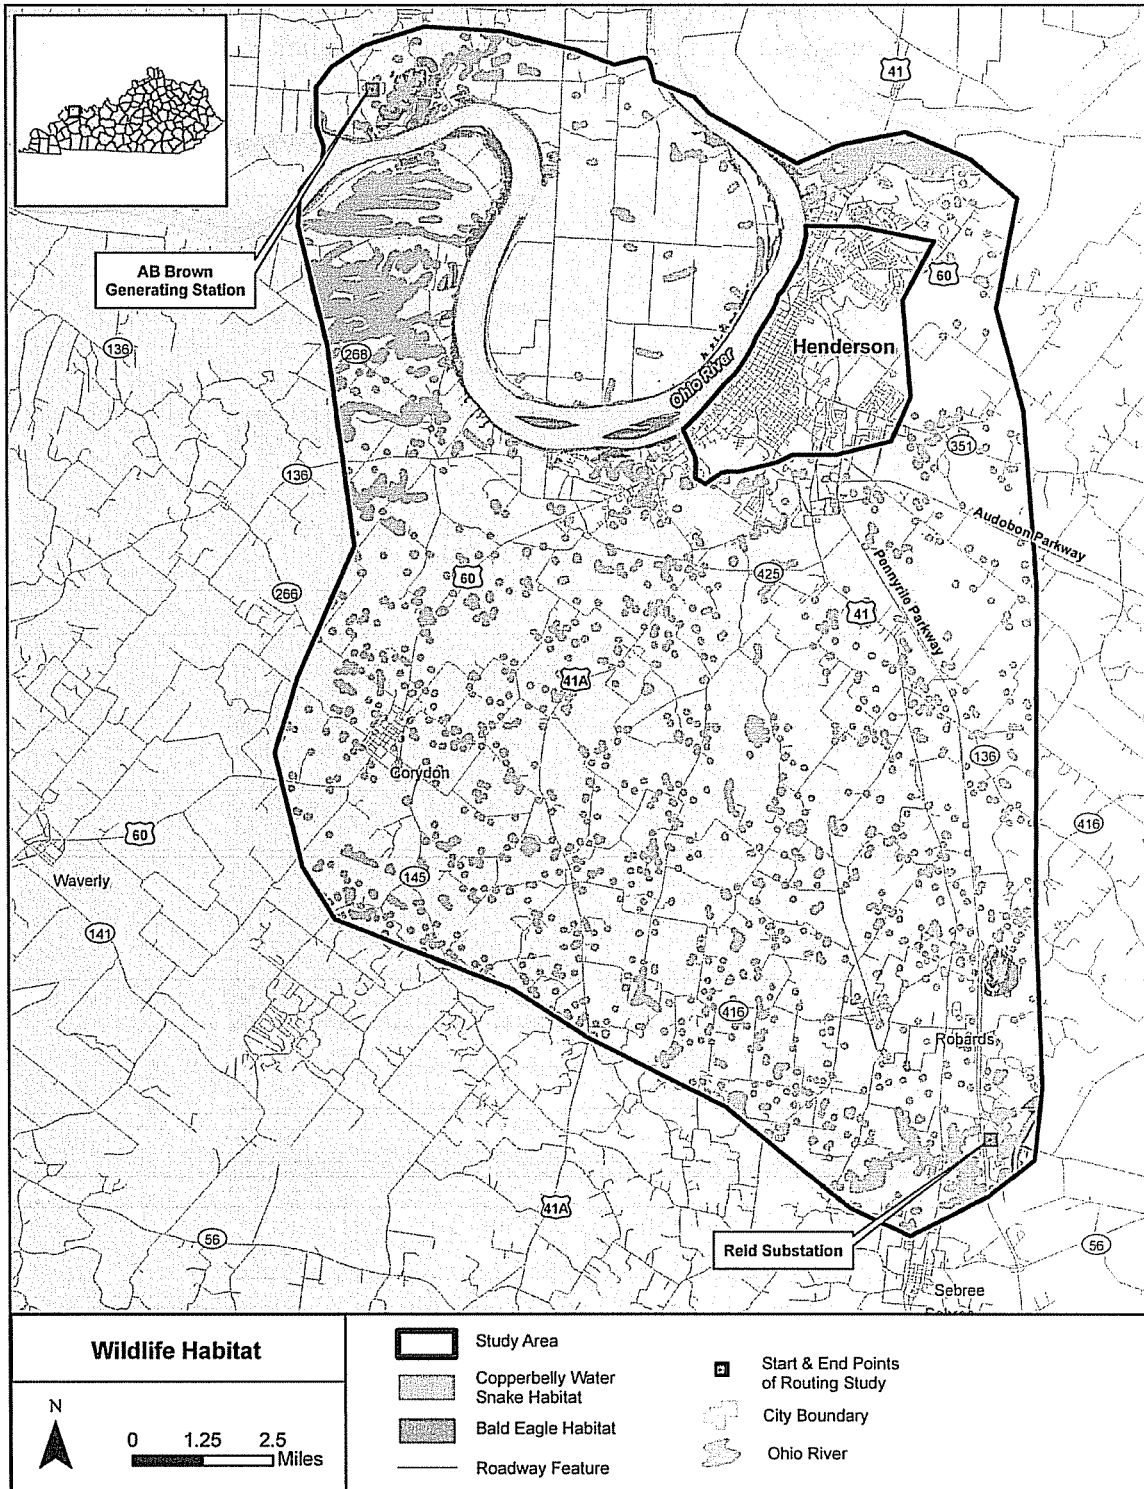 41
AB Brown
Generating Station
60
136
268
Henderson
Ohio River
351
136
Audobon Parkway
60
425
266
Pennyrile Parkway
41
41A
136
Corydon
416
60
Waverly
145
141
416
Robards
41A
Reid Substation
56
56
Sebree
Wildlife Habitat
N
0 1.25 2.5
Miles
Study Area
Copperbelly Water
Snake Habitat
Bald Eagle Habitat
Roadway Feature
Start & End Points
of Routing Study
City Boundary
Ohio River